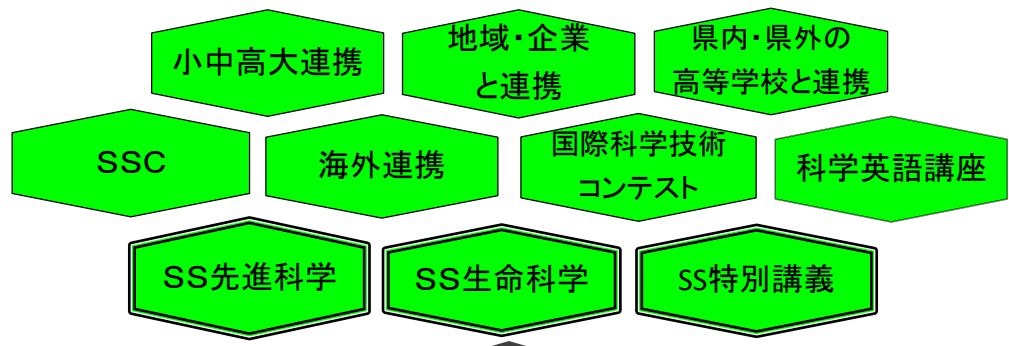 小中高大連携
地域・企業
と連携
県内・県外の
高等学校と連携
ＳＳＣ
海外連携
国際科学技術
コンテスト
科学英語講座
ＳＳ先進科学
ＳＳ生命科学
SS特別講義